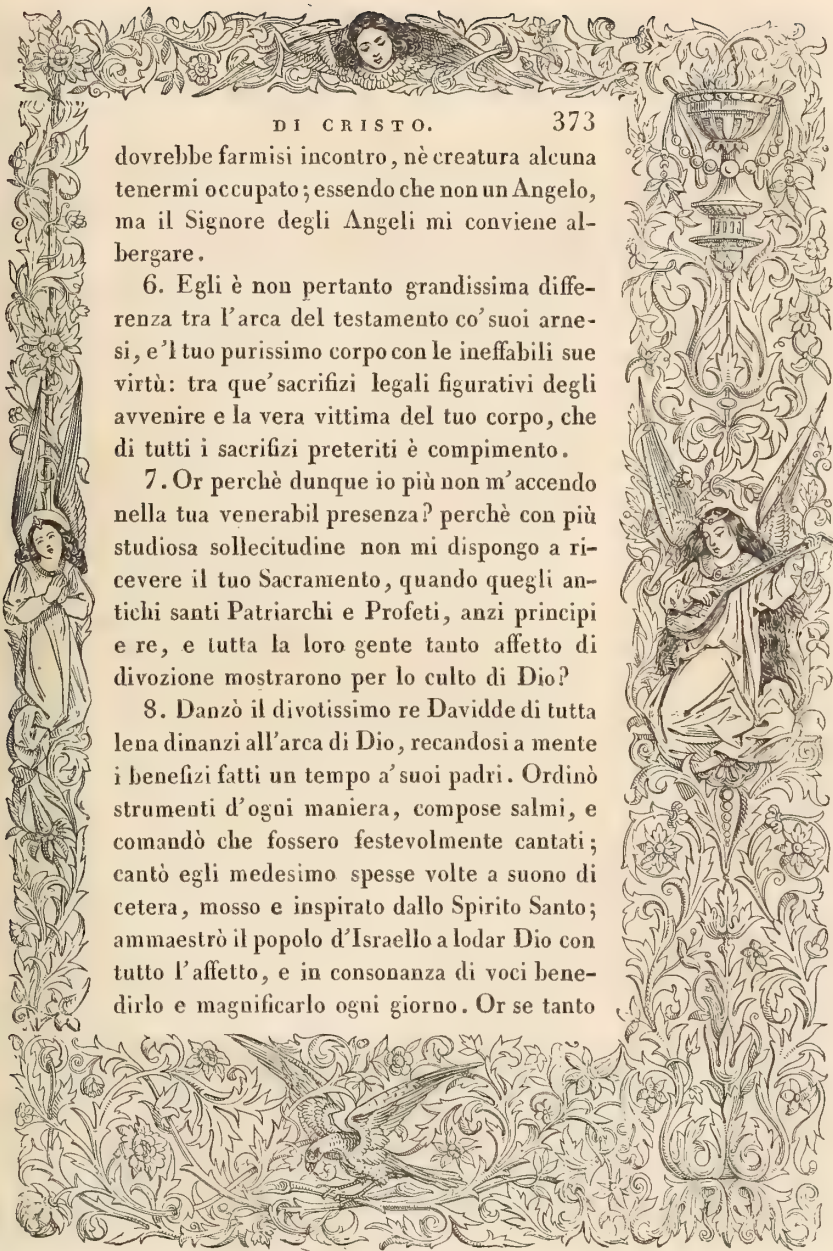 DI CRISTO. 373
dovrebbe farmisi incontro, nè creatura alcuna
tenermi occupato; essendo che non un Angelo,
ma il Signore degli Angeli mi conviene al-
bergare.
6. Egli è non pertanto grandissima diffe-
renza tra l'arca del testamento co' suoi arne-
si, e 'l tuo purissimo corpo con le ineffabili sue
virtù: tra que' sacrifizi legali figurativi degli
avvenire e la vera vittima del tuo corpo, che
di tutti i sacrifizi preteriti è compimento.
7. Or perchè dunque io più non m'accendo
nella tua venerabil presenza? perchè con più
studiosa sollecitudine non mi dispongo a ri-
cevere il tuo Sacramento, quando quegli an-
tichi santi Patriarchi e Profeti, anzi principi
e re, e tutta la loro gente tanto affetto di
divozione mostrarono per lo culto di Dio?
8. Danzò il divotissimo re Davidde di tutta
lena dinanzi all'arca di Dio, recandosi a mente
i benefizi fatti un tempo a' suoi padri. Ordinò
strumenti d'ogni maniera, compose salmi, e
comandò che fossero festevolmente cantati;
cantò egli medesimo spesse volte a suono di
cetera, mosso e inspirato dallo Spirito Santo;
ammaestrò il popolo d'Israello a lodar Dio con
tutto l'affetto, e in consonanza di voci bene-
dirlo e magnificarlo ogni giorno. Or se tanto